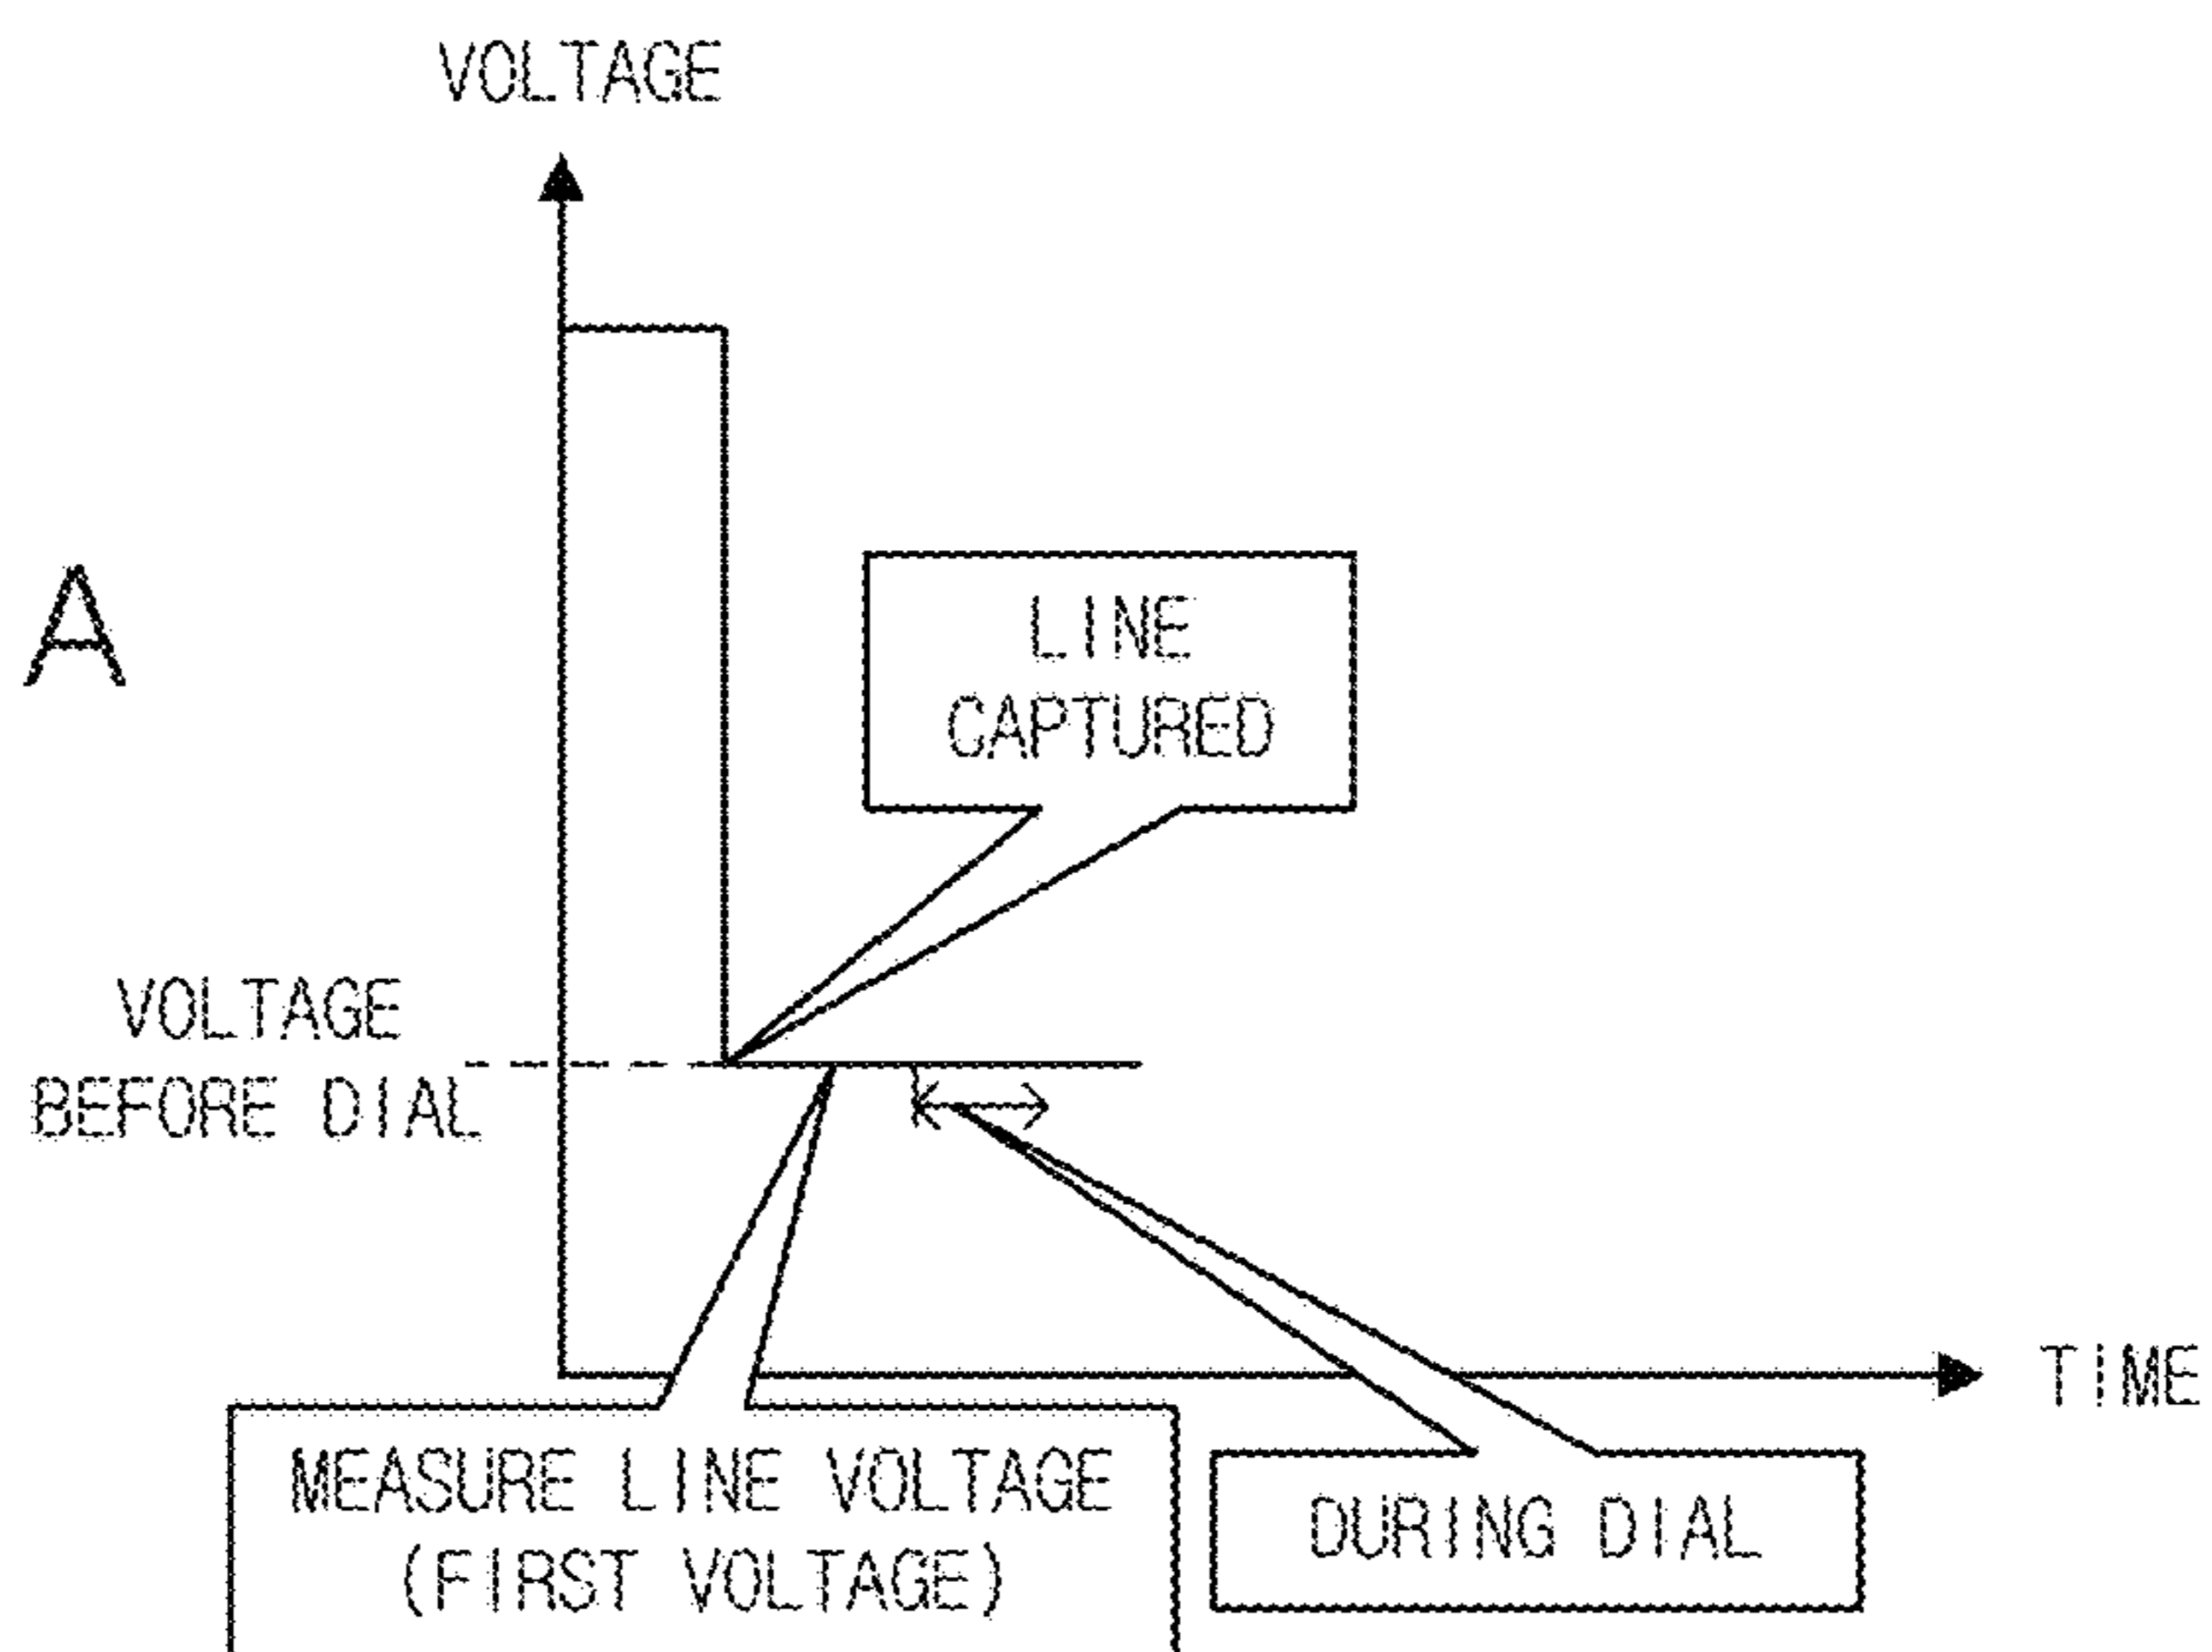 VOLTAGE
A
LINE
CAPTURED
VOLTAGE
BEFORE DIAL
TIME
MEASURE LINE VOLTAGE
(FIRST VOLTAGE)
DURING DIAL